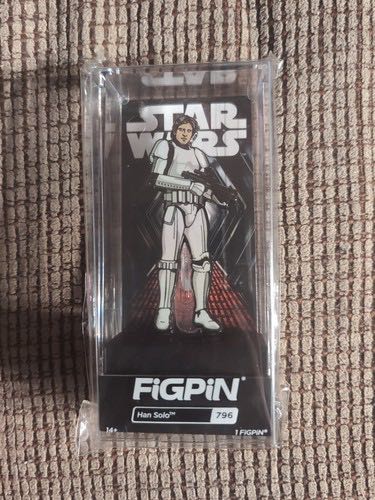 STAR
WARS
FiGPiN®
Han Solo™ 796
14+ 1 FIGPIN®